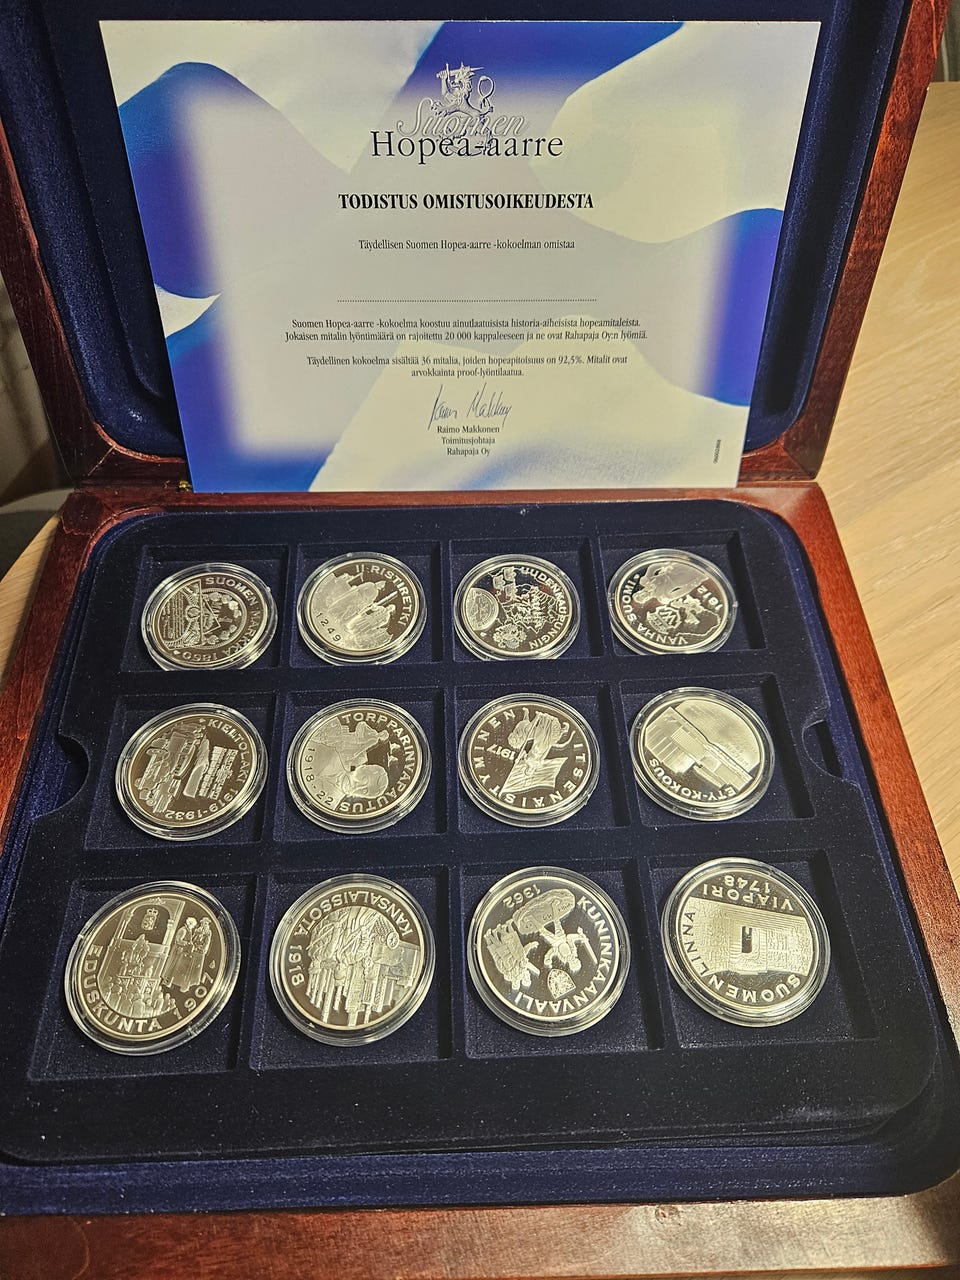 Suomen
Hopea-aarre
TODISTUS OMISTUSOIKEUDESTA
Täydellisen Suomen Hopea-aarre -kokoelman omistaa
Suomen Hopea-aarre -kokoelma koostuu ainutlaatuisista historia-aiheisista hopeamitaleista.
Jokaisen mitalin lyöntimäärä on rajoitettu 20 000 kappaleeseen ja ne ovat Rahapaja Oy:n lyömiä.
Täydellinen kokoelma sisältää 36 mitalia, joiden hopeapitoisuus on 92,5%. Mitalit ovat
arvokkainta proof-lyöntilaatua.
Raimo Makkonen
Toimitusjohtaja
Rahapaja Oy
SUOMEN MARKKA 1860
II RISTIRETKI
1249
UUDENKAUPUNGIN
VANHA SUOMI
1812
KIELTOLAKI 1919-1932
TORPPARINVAPAUTUS
1918-22
ITSENÄISTYMINEN
1917
ETY-KOKOUS
EDUSKUNTA 1907
KANSALAISSOTA 1918
KUNINKAANVAALI
1362
SUOMENLINNA
VIAPORI
1748